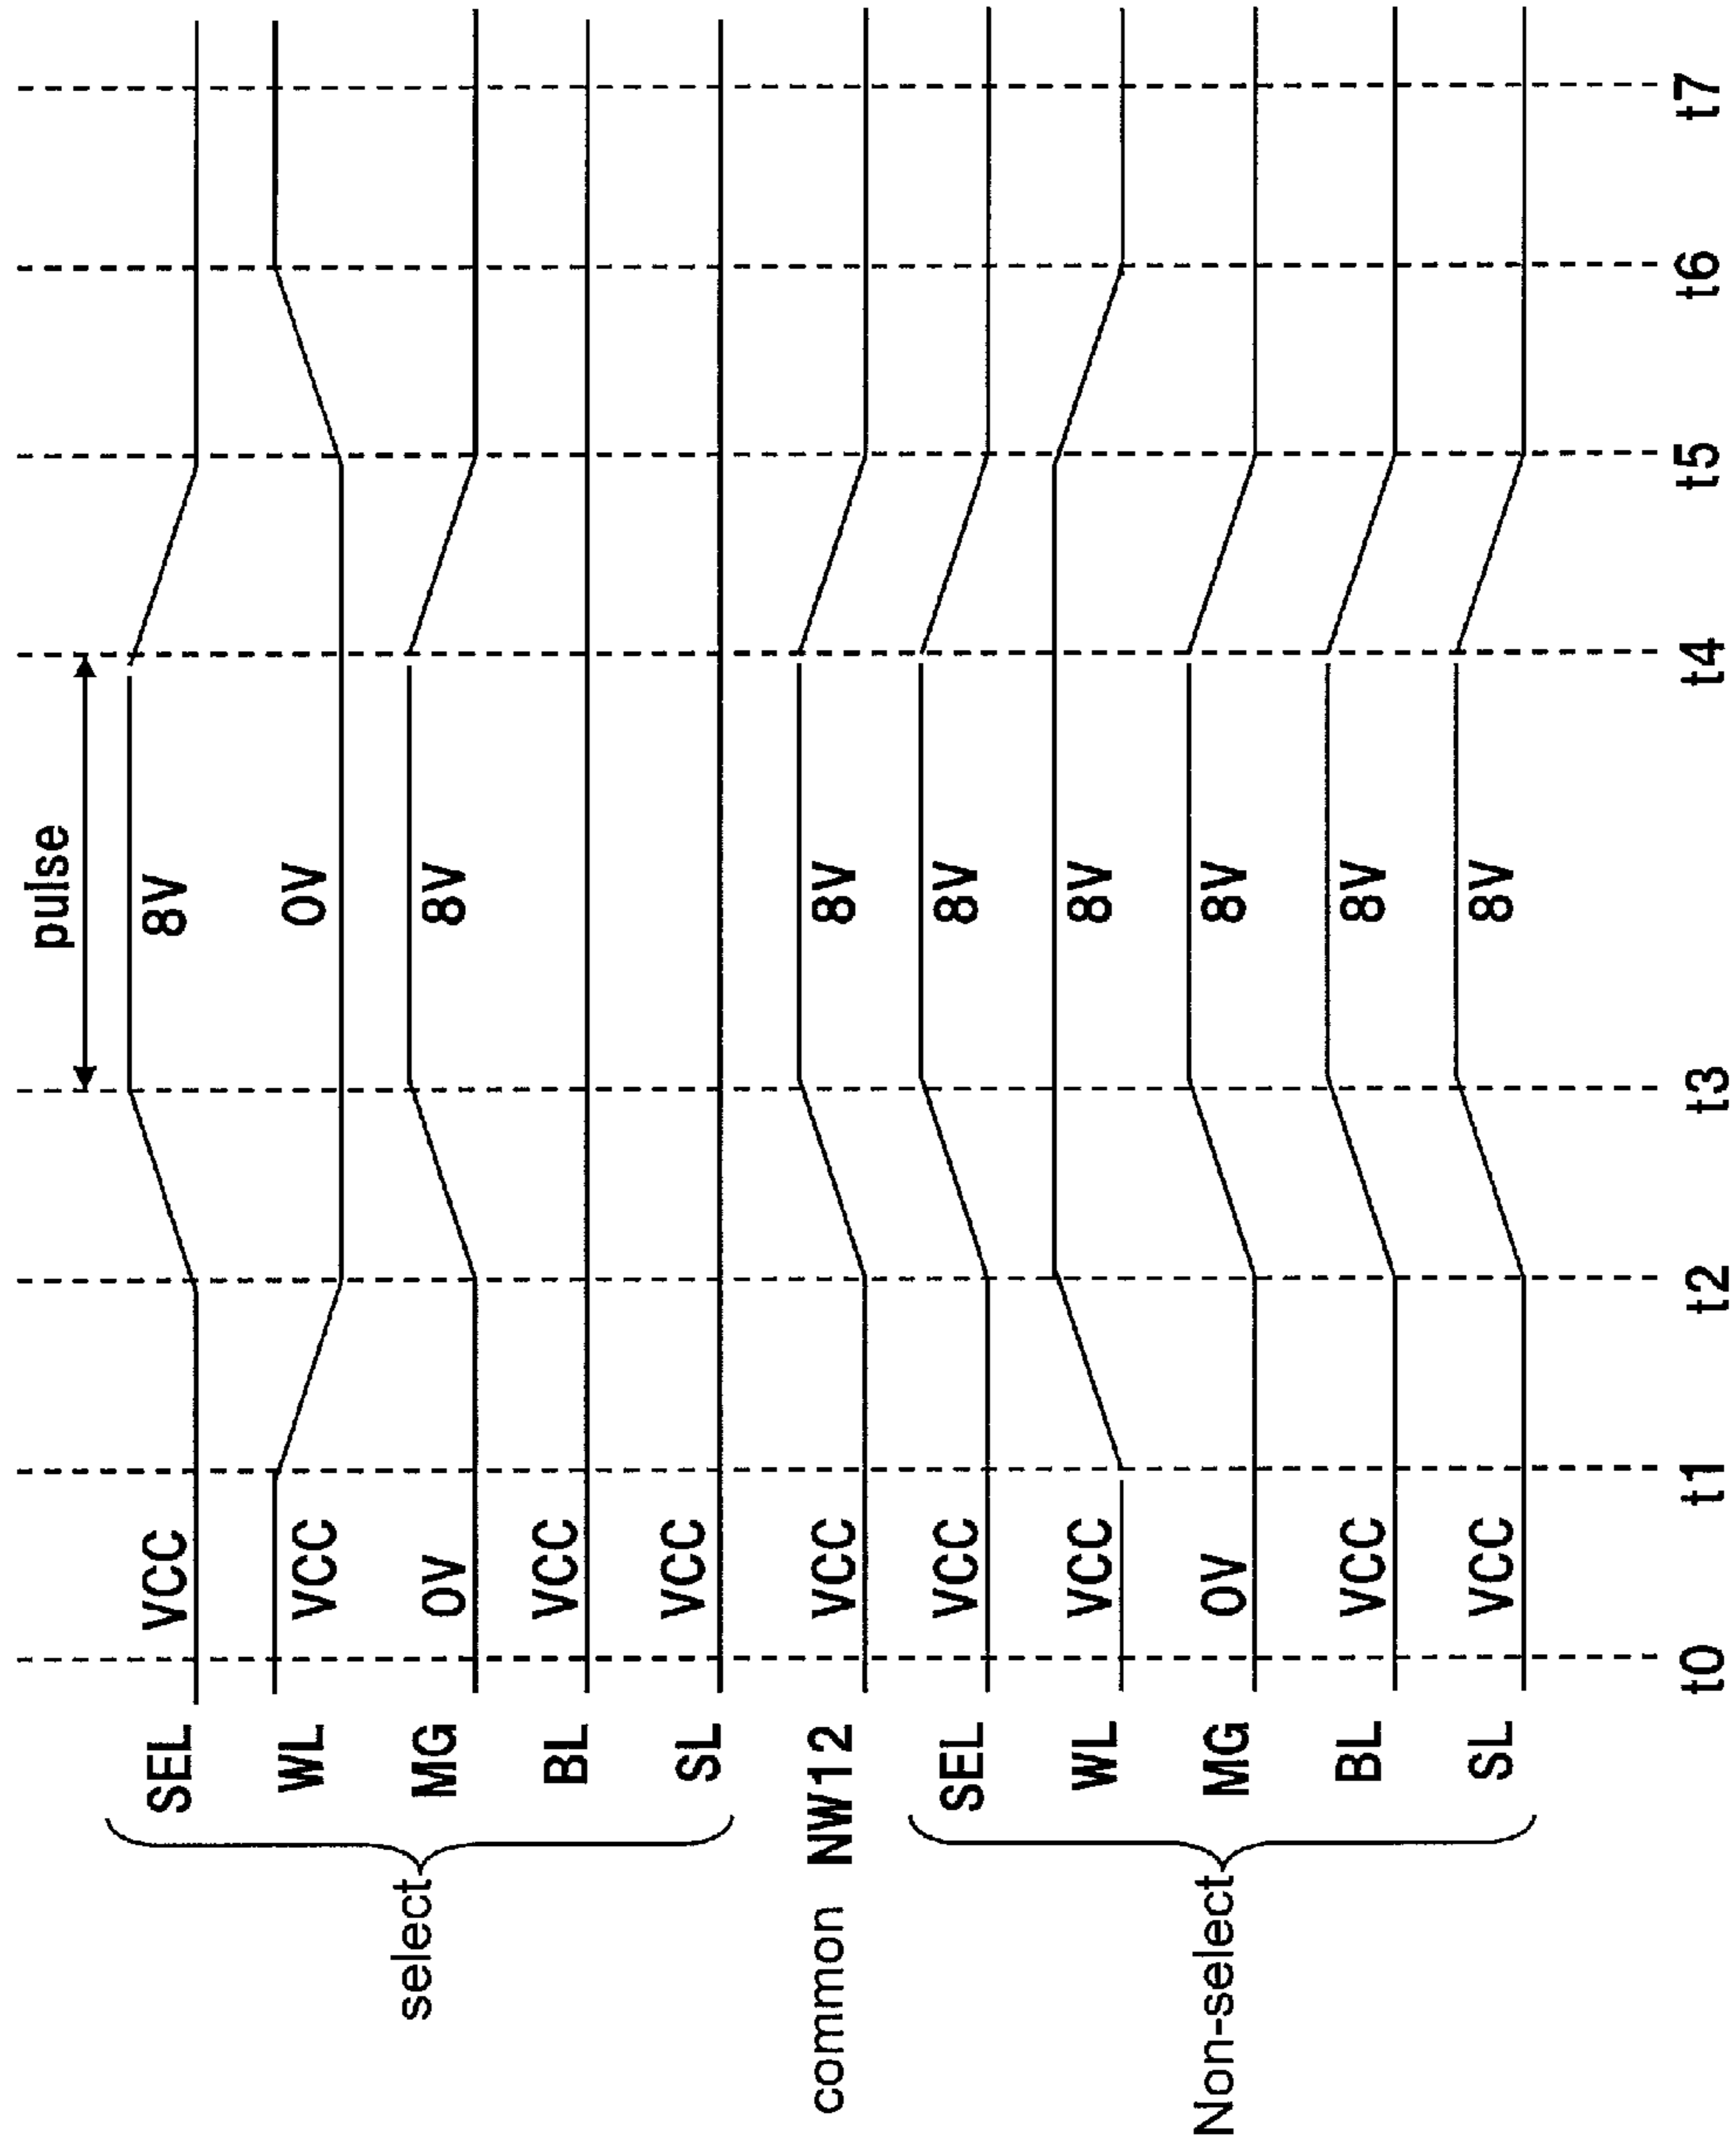 pulse
select
SEL VCC 8V
WL VCC 0V
MG 0V 8V
BL VCC
SL VCC
common NW12 VCC 8V
Non-select
SEL VCC 8V
WL VCC 8V
MG 0V 8V
BL VCC 8V
SL VCC 8V
t0 t1 t2 t3 t4 t5 t6 t7